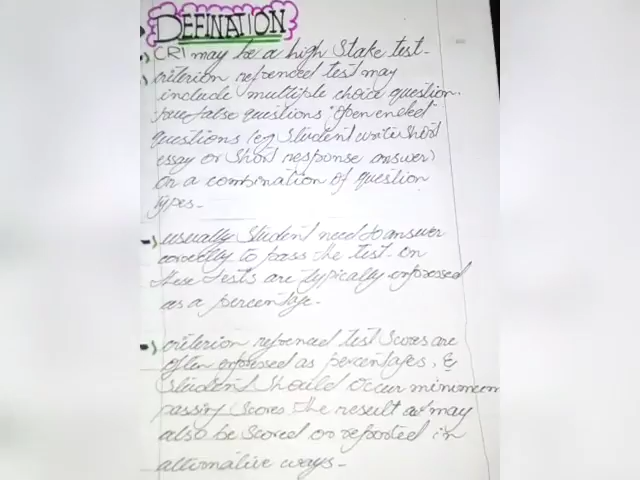 DEFINATION
CRT may be a high stake test-
criterion refrenced test may
include multiple choice question.
true/false questions "open ended"
questions (eg student write short
essay or short response answer)
or a combination of question
types-
usually student need to answer
correctly to pass the test- on
these tests are typically expressed
as a percentage-
criterion refrenced test scores are
often expressed as percentages, &
student should occur minimum
passing scores the result at may
also be scored or reported in
alternative ways-